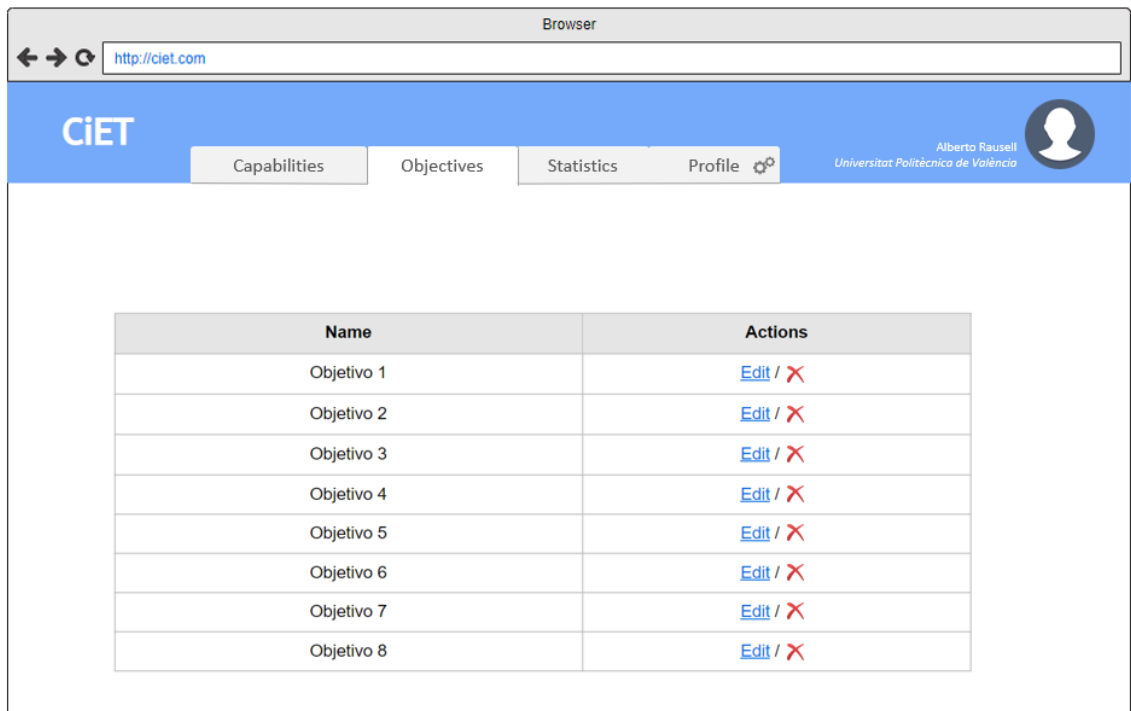 Browser
http://ciet.com
CiET
Alberto Rausell
Universitat Politècnica de València
Capabilities Objectives Statistics Profile
Name Actions
Objetivo 1 Edit /
Objetivo 2 Edit /
Objetivo 3 Edit /
Objetivo 4 Edit /
Objetivo 5 Edit /
Objetivo 6 Edit /
Objetivo 7 Edit /
Objetivo 8 Edit /